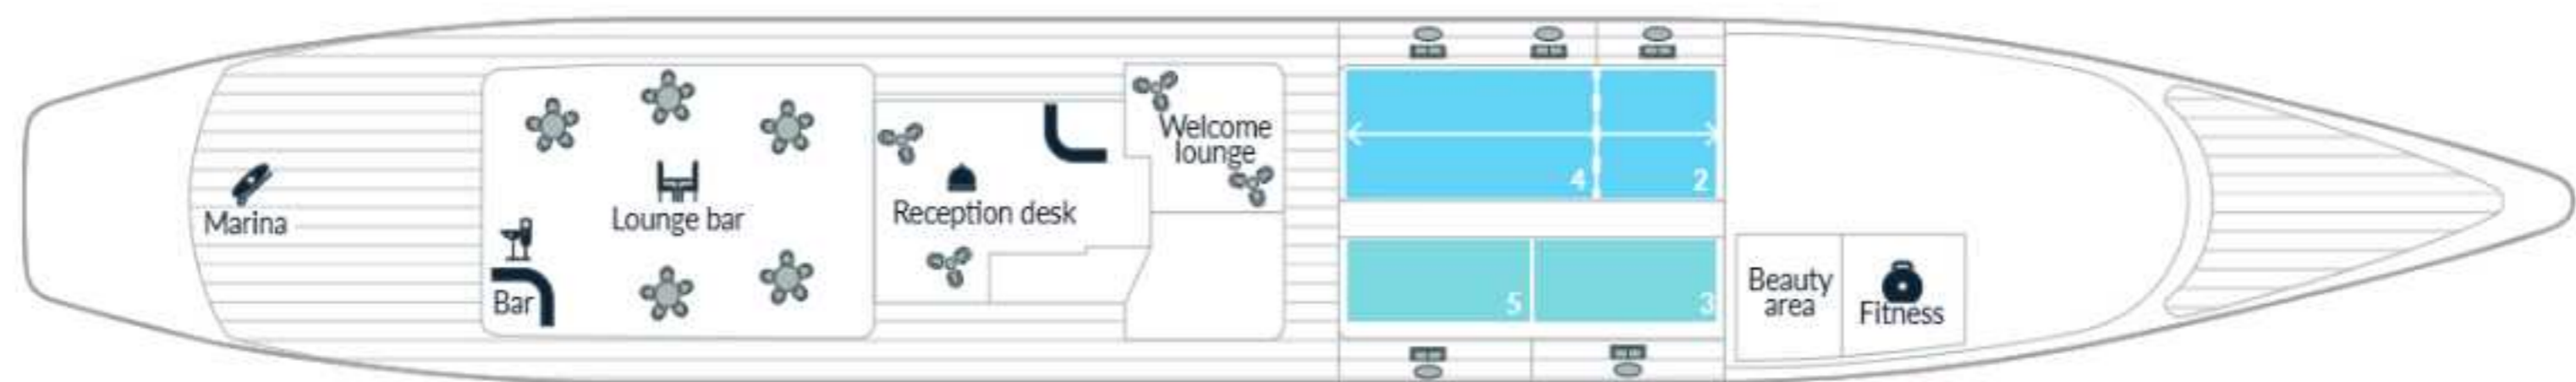 Marina
Lounge bar
Bar
Reception desk
Welcome
lounge
4
2
5
3
Beauty
area
Fitness